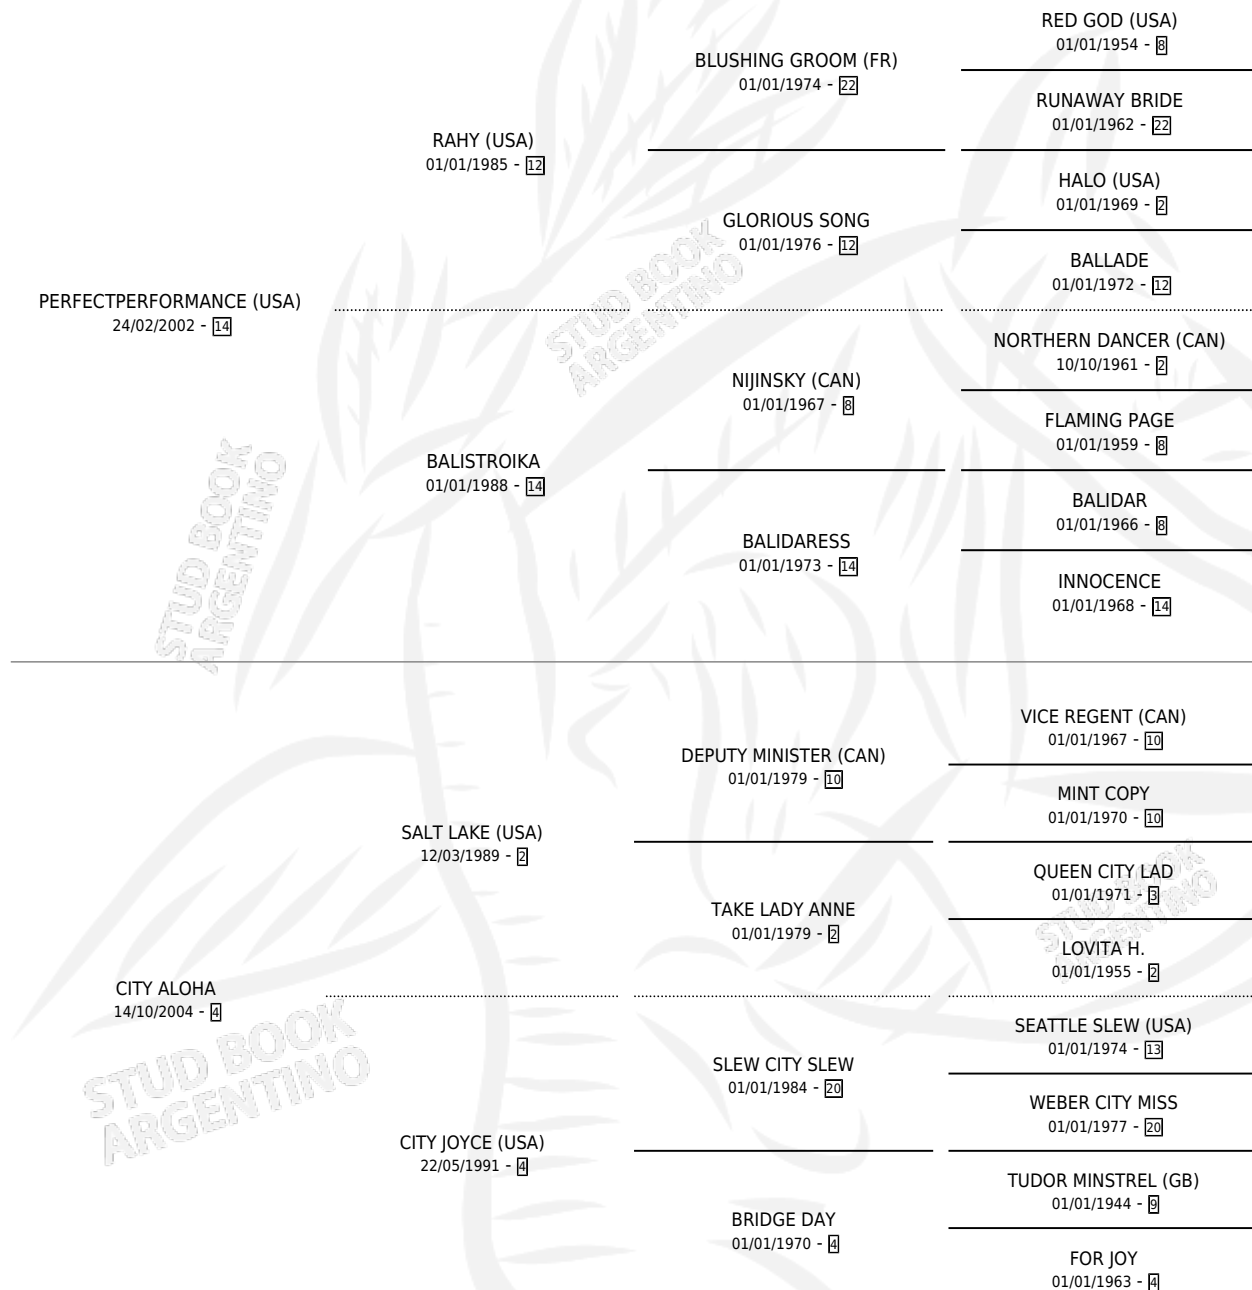 RED GOD (USA)
01/01/1954 - 8
BLUSHING GROOM (FR)
01/01/1974 - 22
RUNAWAY BRIDE
01/01/1962 - 22
RAHY (USA)
01/01/1985 - 12
HALO (USA)
01/01/1969 - 2
GLORIOUS SONG
01/01/1976 - 12
BALLADE
01/01/1972 - 12
PERFECTPERFORMANCE (USA)
24/02/2002 - 14
NORTHERN DANCER (CAN)
10/10/1961 - 2
NIJINSKY (CAN)
01/01/1967 - 8
FLAMING PAGE
01/01/1959 - 8
BALISTROIKA
01/01/1988 - 14
BALIDAR
01/01/1966 - 8
BALIDARESS
01/01/1973 - 14
INNOCENCE
01/01/1968 - 14
VICE REGENT (CAN)
01/01/1967 - 10
DEPUTY MINISTER (CAN)
01/01/1979 - 10
MINT COPY
01/01/1970 - 10
SALT LAKE (USA)
12/03/1989 - 2
QUEEN CITY LAD
01/01/1971 - 3
TAKE LADY ANNE
01/01/1979 - 2
LOVITA H.
01/01/1955 - 2
CITY ALOHA
14/10/2004 - 4
SEATTLE SLEW (USA)
01/01/1974 - 13
SLEW CITY SLEW
01/01/1984 - 20
WEBER CITY MISS
01/01/1977 - 20
CITY JOYCE (USA)
22/05/1991 - 4
TUDOR MINSTREL (GB)
01/01/1944 - 9
BRIDGE DAY
01/01/1970 - 4
FOR JOY
01/01/1963 - 4
STUD BOOK
ARGENTINO
STUD BOOK
ARGENTINO
STUD BOOK
ARGENTINO
STUD BOOK
ARGENTINO